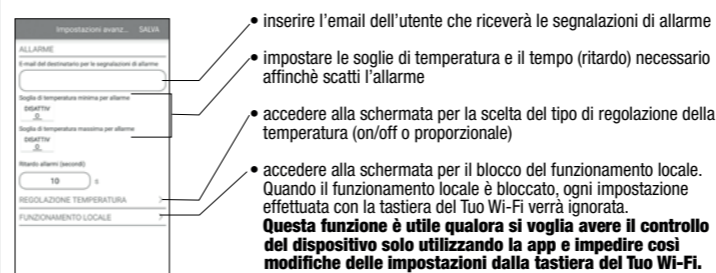 Impostazioni avanz... SALVA
ALLARME
E-mail del destinatario per le segnalazioni di allarme
Soglia di temperatura minima per allarme
DISATTIV
0
Soglia di temperatura massima per allarme
DISATTIV
0
Ritardo allarmi (secondi)
10 s
REGOLAZIONE TEMPERATURA >
FUNZIONAMENTO LOCALE >
• inserire l'email dell'utente che riceverà le segnalazioni di allarme
• impostare le soglie di temperatura e il tempo (ritardo) necessario
affinchè scatti l'allarme
• accedere alla schermata per la scelta del tipo di regolazione della
temperatura (on/off o proporzionale)
• accedere alla schermata per il blocco del funzionamento locale.
Quando il funzionamento locale è bloccato, ogni impostazione
effettuata con la tastiera del Tuo Wi-Fi verrà ignorata.
Questa funzione è utile qualora si voglia avere il controllo
del dispositivo solo utilizzando la app e impedire così
modifiche delle impostazioni dalla tastiera del Tuo Wi-Fi.